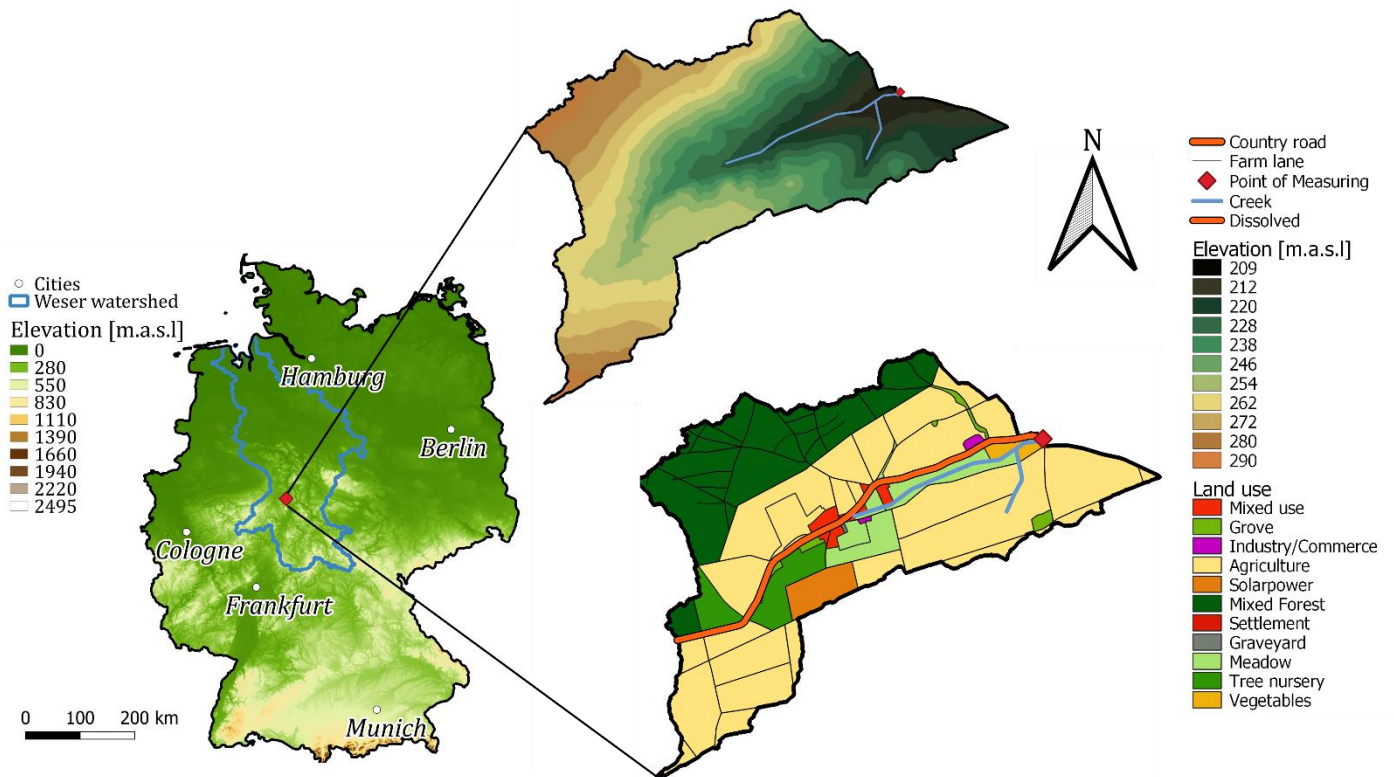 Cities
Weser watershed
Elevation [m.a.s.l]
0
280
550
830
1110
1390
1660
1940
2220
2495
Hamburg
Berlin
Cologne
Frankfurt
Munich
0 100 200 km
N
Country road
Farm lane
Point of Measuring
Creek
Dissolved
Elevation [m.a.s.l]
209
212
220
228
238
246
254
262
272
280
290
Land use
Mixed use
Grove
Industry/Commerce
Agriculture
Solarpower
Mixed Forest
Settlement
Graveyard
Meadow
Tree nursery
Vegetables